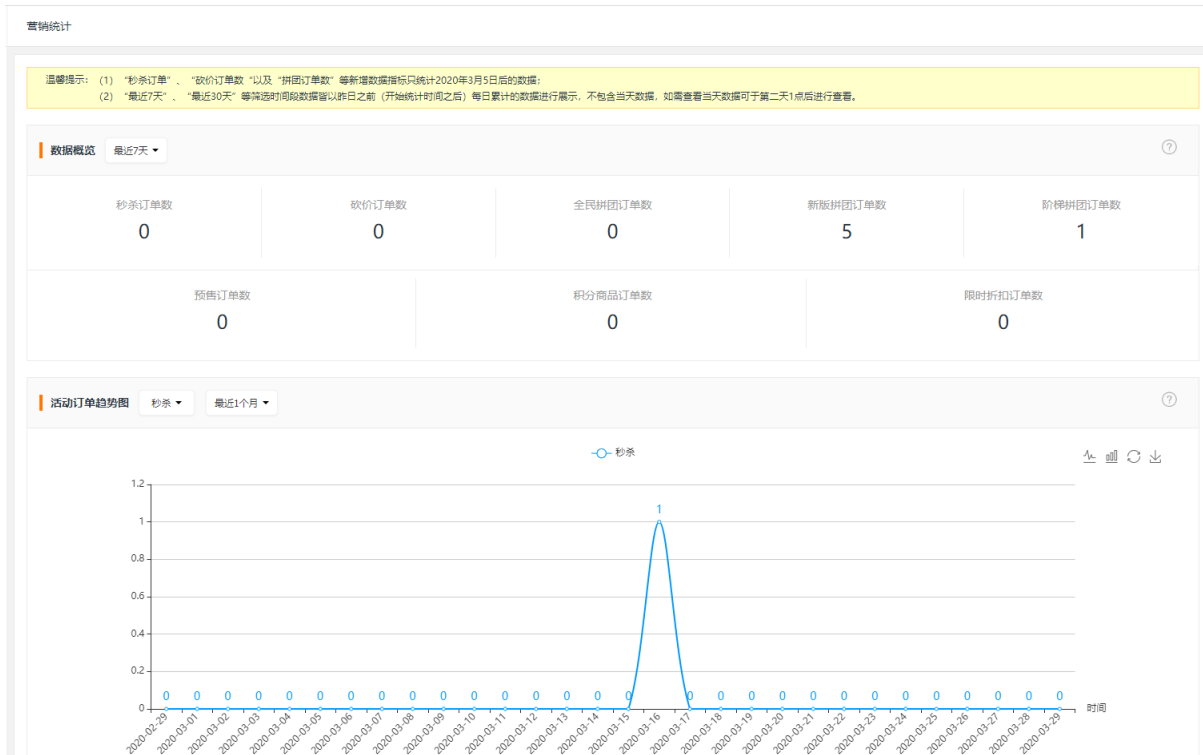 营销统计
温馨提示：（1）“秒杀订单”、“砍价订单数“以及“拼团订单数”等新增数据指标只统计2020年3月5日后的数据；
（2）“最近7天”、“最近30天”等筛选时间段数据皆以昨日之前（开始统计时间之后）每日累计的数据进行展示，不包含当天数据，如需查看当天数据可于第二天1点后进行查看。
数据概览 最近7天
秒杀订单数 砍价订单数 全民拼团订单数 新版拼团订单数 阶梯拼团订单数
0 0 0 5 1
预售订单数 积分商品订单数 限时折扣订单数
0 0 0
活动订单趋势图 秒杀 最近1个月
秒杀
1.2
1
1
0.8
0.6
0.4
0.2
0 0 0 0 0 0 0 0 0 0 0 0 0 0 0 0 0 0 0 0 0 0 0 0 0 0 0 0 0
0
时间
2020-02-29 2020-03-01 2020-03-02 2020-03-03 2020-03-04 2020-03-05 2020-03-06 2020-03-07 2020-03-08 2020-03-09 2020-03-10 2020-03-11 2020-03-12 2020-03-13 2020-03-14 2020-03-15 2020-03-16 2020-03-17 2020-03-18 2020-03-19 2020-03-20 2020-03-21 2020-03-22 2020-03-23 2020-03-24 2020-03-25 2020-03-26 2020-03-27 2020-03-28 2020-03-29